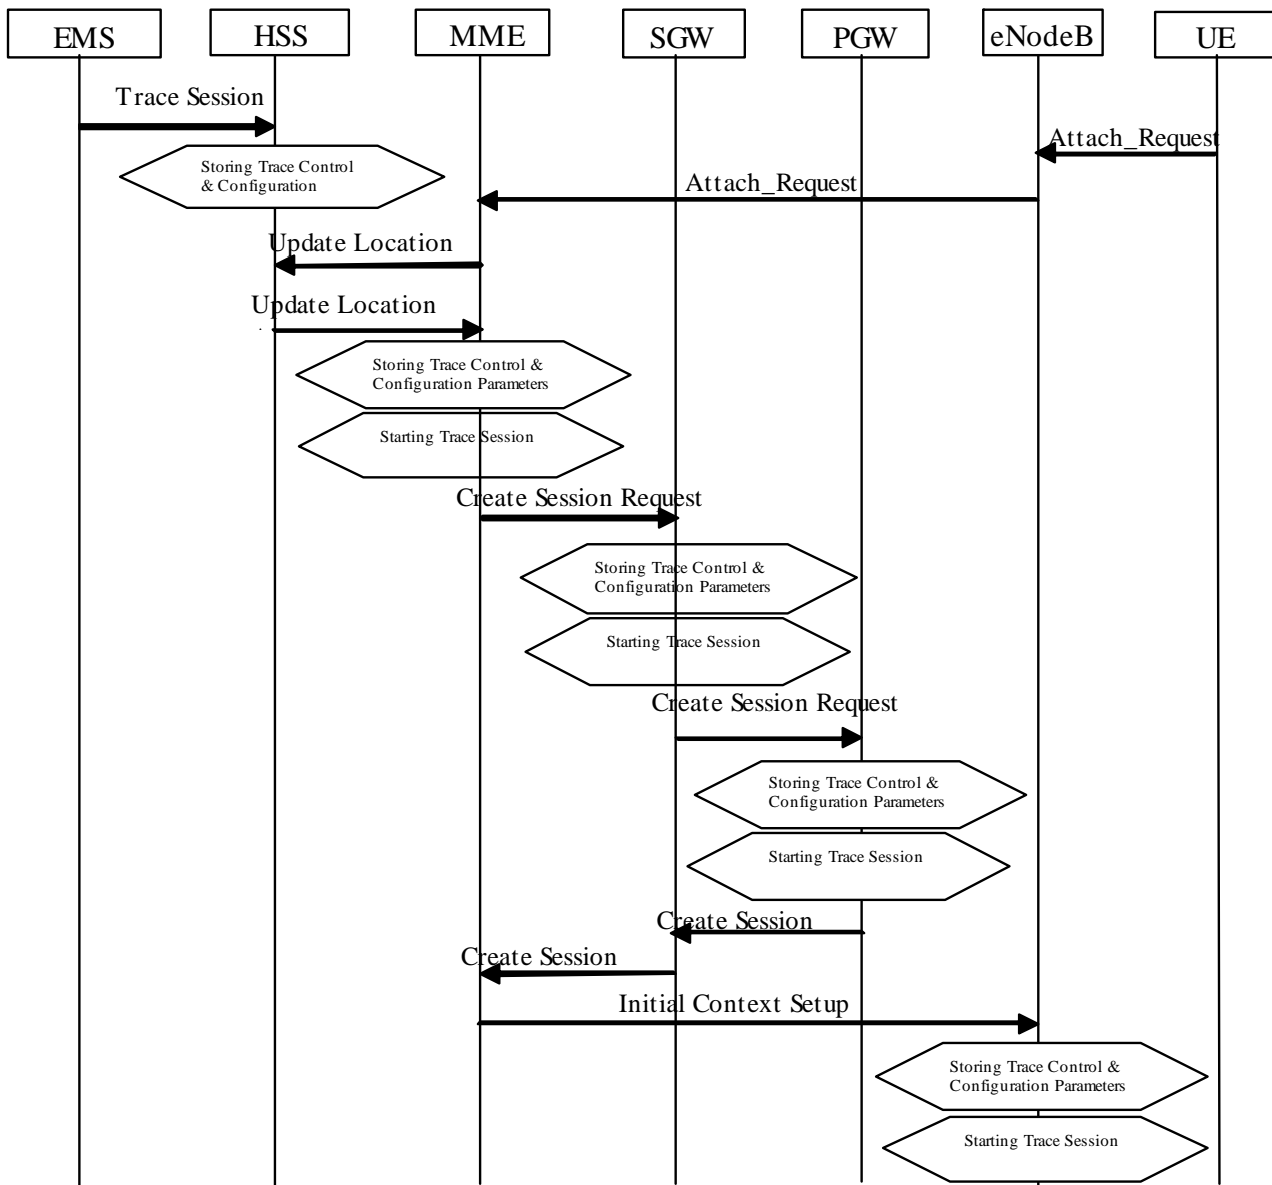 EMS HSS MME SGW PGW eNodeB UE
Trace Session
Attach_Request
Storing Trace Control
& Configuration
Attach_Request
Update Location
Update Location
Storing Trace Control &
Configuration Parameters
Starting Trace Session
Create Session Request
Storing Trace Control &
Configuration Parameters
Starting Trace Session
Create Session Request
Storing Trace Control &
Configuration Parameters
Starting Trace Session
Create Session
Create Session
Initial Context Setup
Storing Trace Control &
Configuration Parameters
Starting Trace Session